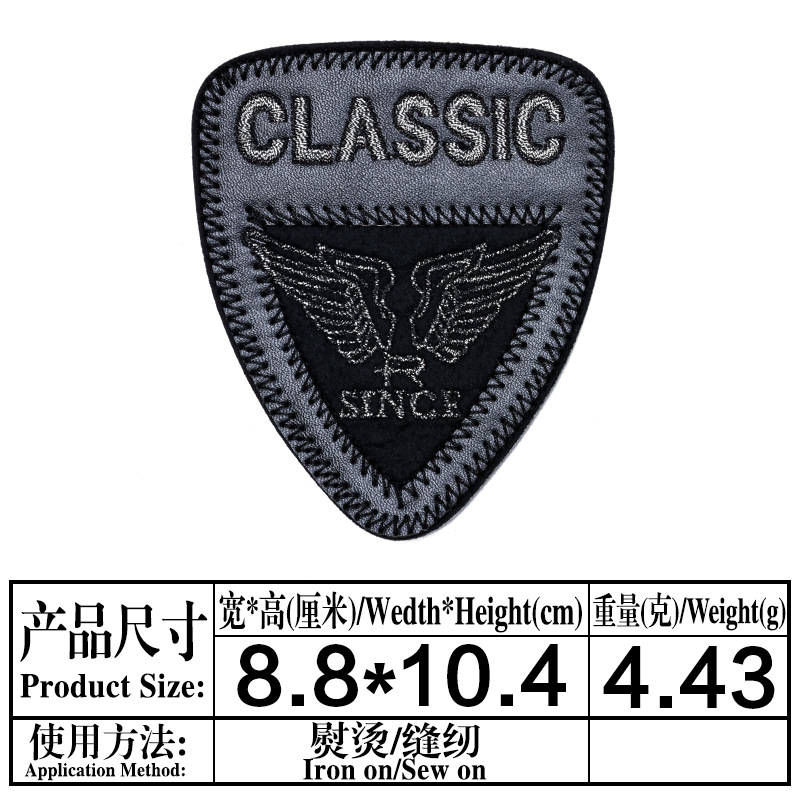 CLASSIC
R
SINCE
产品尺寸
Product Size:
宽*高(厘米)/Wedth*Height(cm)
重量(克)/Weight(g)
8.8*10.4
4.43
使用方法:
Application Method:
熨烫/缝纫
Iron on/Sew on